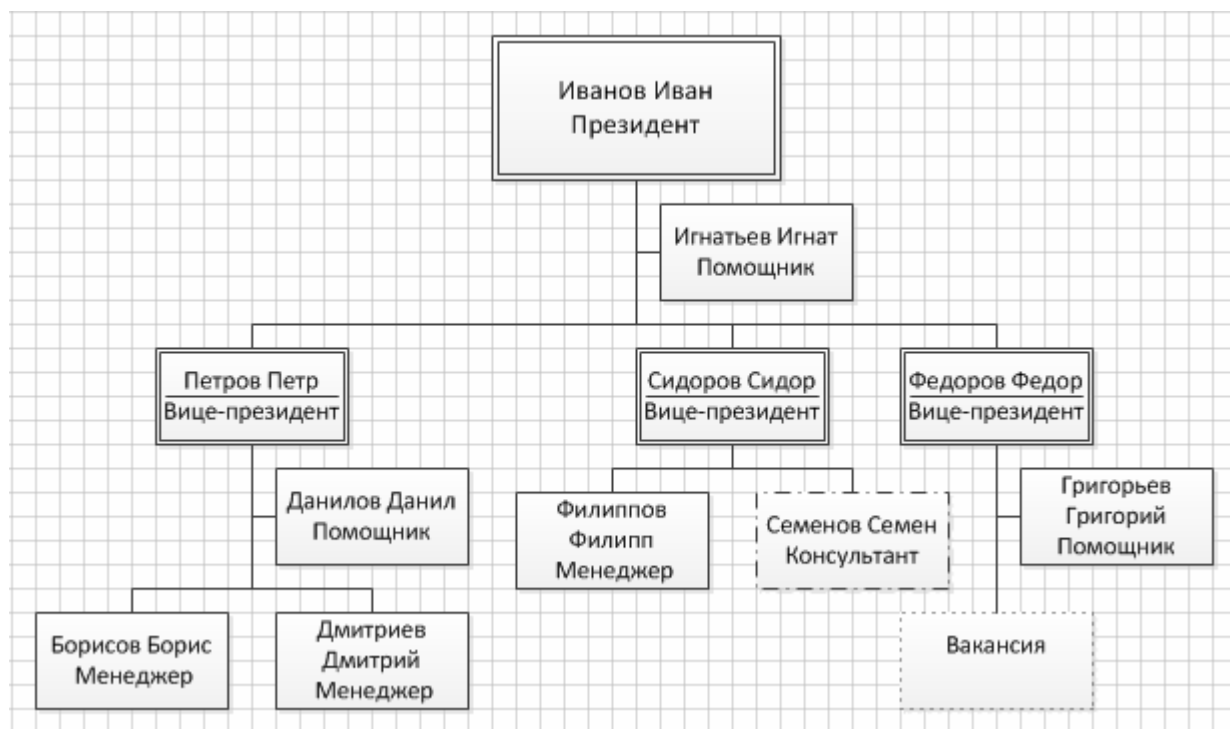 Иванов Иван
Президент
Игнатьев Игнат
Помощник
Петров Петр
Вице-президент
Сидоров Сидор
Вице-президент
Федоров Федор
Вице-президент
Данилов Данил
Помощник
Филиппов
Филипп
Менеджер
Семенов Семен
Консультант
Григорьев
Григорий
Помощник
Борисов Борис
Менеджер
Дмитриев
Дмитрий
Менеджер
Вакансия